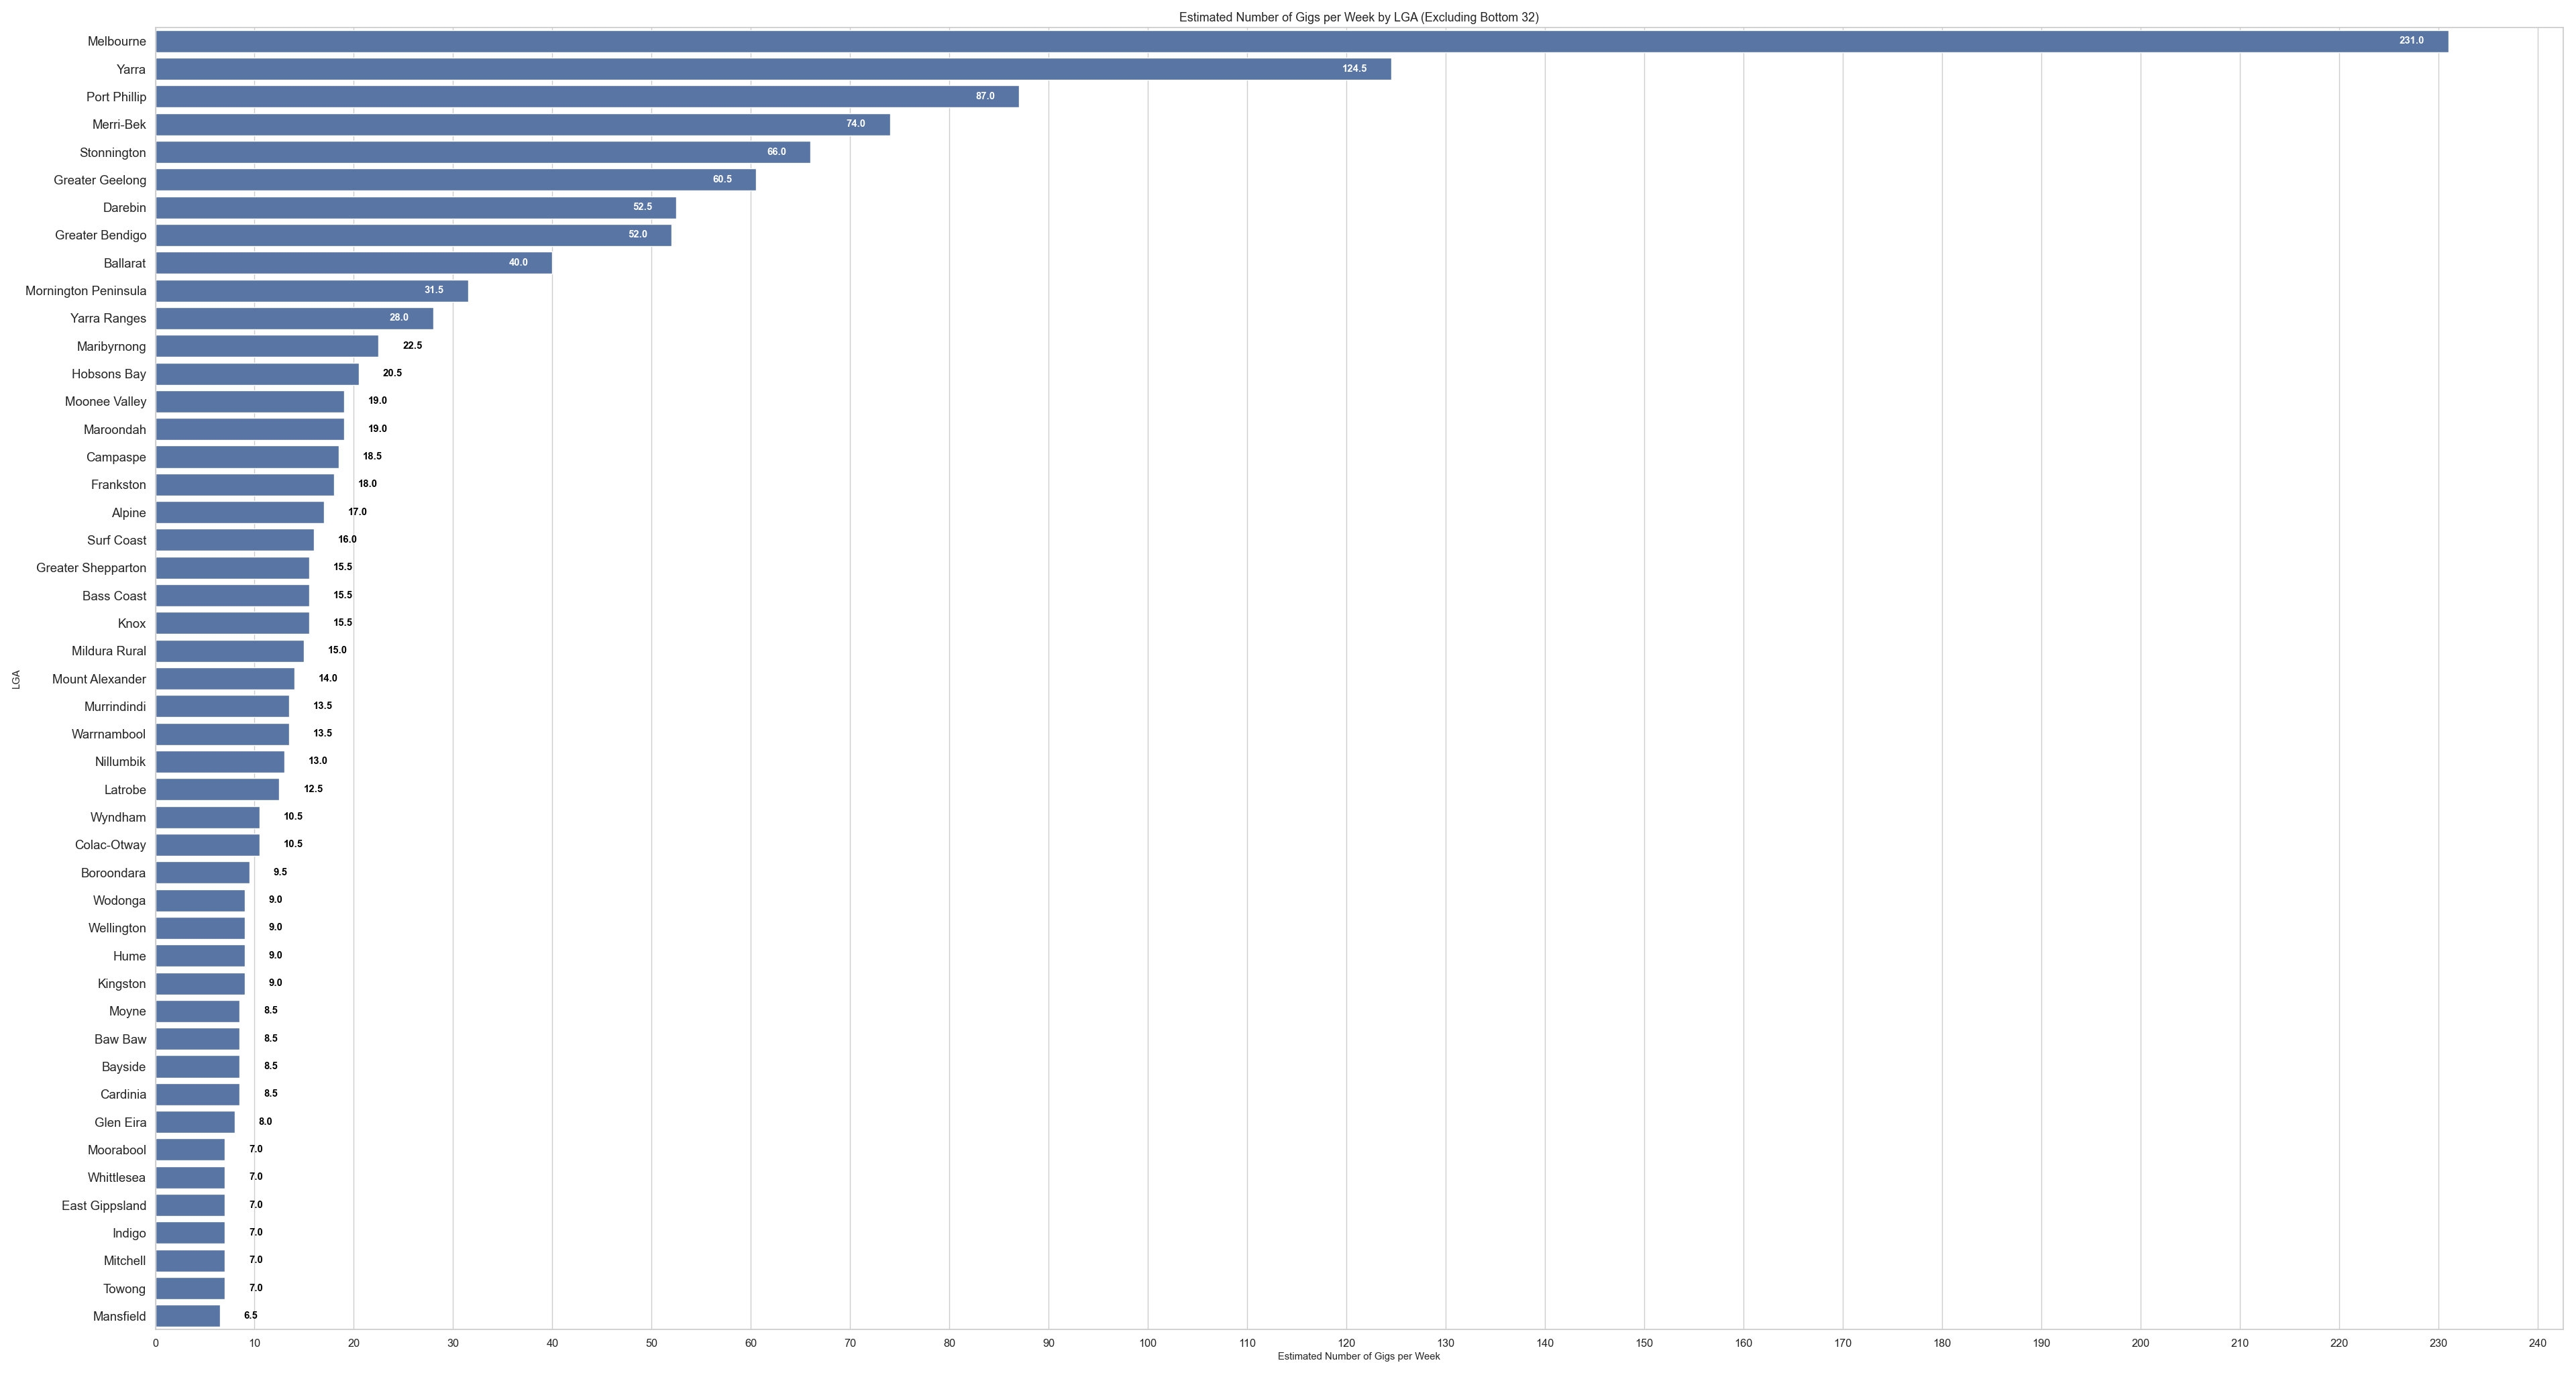 Estimated Number of Gigs per Week by LGA (Excluding Bottom 32)
Melbourne 231.0
Yarra 124.5
Port Phillip 87.0
Merri-Bek 74.0
Stonnington 66.0
Greater Geelong 60.5
Darebin 52.5
Greater Bendigo 52.0
Ballarat 40.0
Mornington Peninsula 31.5
Yarra Ranges 28.0
Maribyrnong 22.5
Hobsons Bay 20.5
Moonee Valley 19.0
Maroondah 19.0
Campaspe 18.5
Frankston 18.0
Alpine 17.0
Surf Coast 16.0
Greater Shepparton 15.5
Bass Coast 15.5
Knox 15.5
Mildura Rural 15.0
Mount Alexander 14.0
Murrindindi 13.5
Warrnambool 13.5
Nillumbik 13.0
Latrobe 12.5
Wyndham 10.5
Colac-Otway 10.5
Boroondara 9.5
Wodonga 9.0
Wellington 9.0
Hume 9.0
Kingston 9.0
Moyne 8.5
Baw Baw 8.5
Bayside 8.5
Cardinia 8.5
Glen Eira 8.0
Moorabool 7.0
Whittlesea 7.0
East Gippsland 7.0
Indigo 7.0
Mitchell 7.0
Towong 7.0
Mansfield 6.5
LGA
0 10 20 30 40 50 60 70 80 90 100 110 120 130 140 150 160 170 180 190 200 210 220 230 240
Estimated Number of Gigs per Week